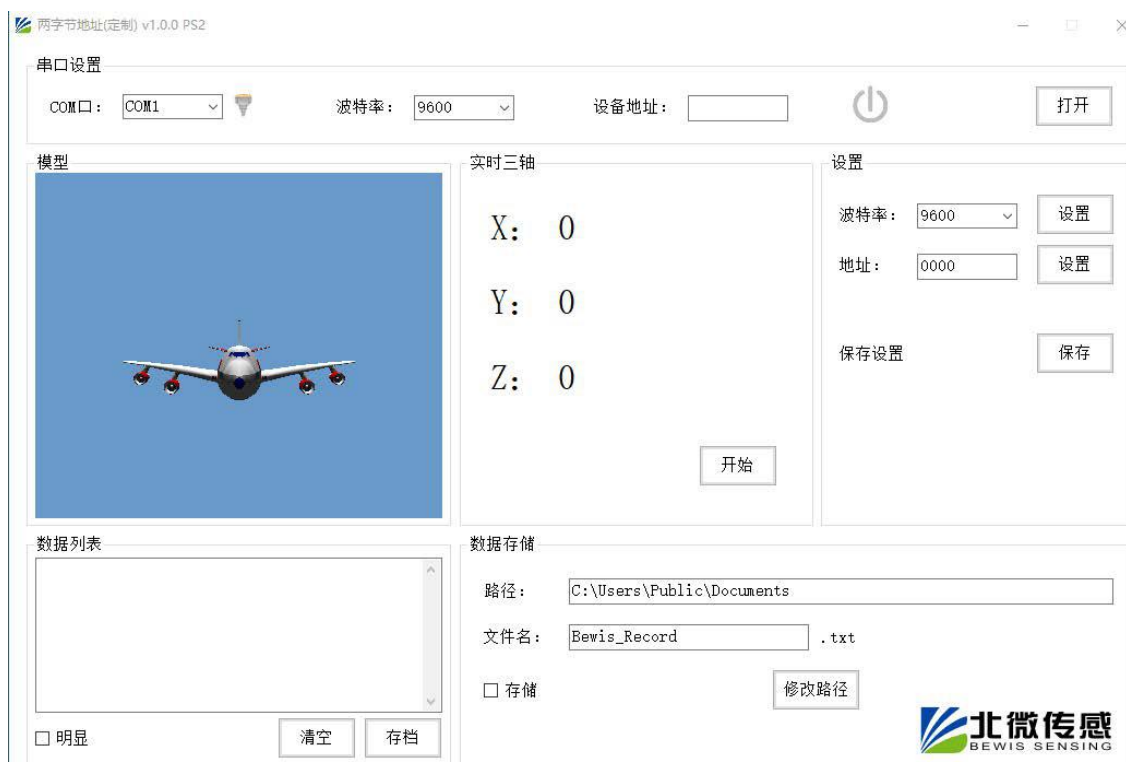 两字节地址(定制) v1.0.0 PS2
串口设置
COM口： COM1 波特率： 9600 设备地址： 打开
模型
实时三轴
X： 0
Y： 0
Z： 0
开始
设置
波特率： 9600 设置
地址： 0000 设置
保存设置 保存
数据列表
明显 清空 存档
数据存储
路径： C:\Users\Public\Documents
文件名： Bewis_Record .txt
存储 修改路径
北微传感
BEWIS SENSING